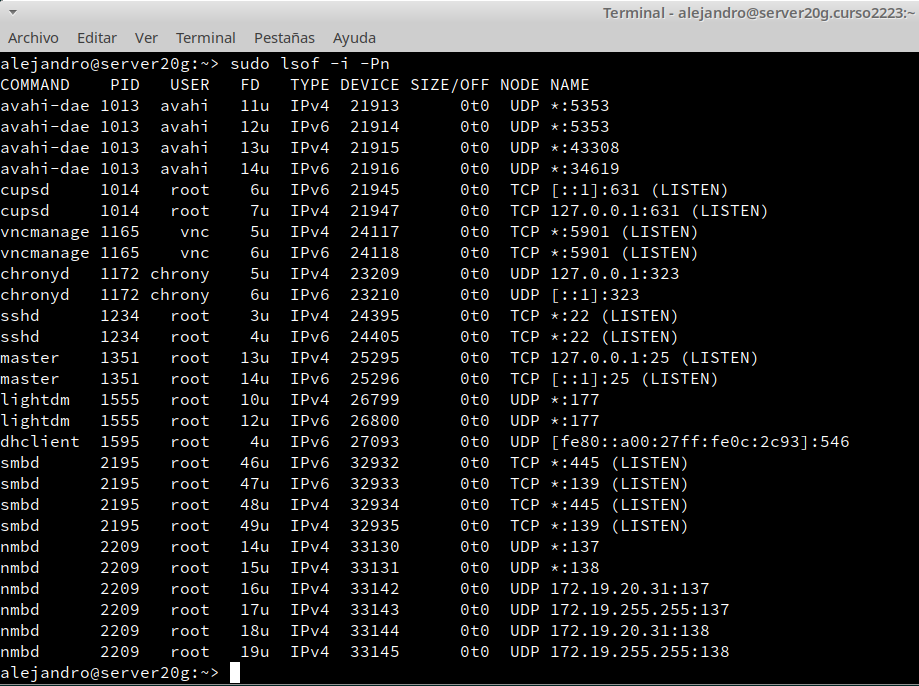 Terminal - alejandro@server20g.curso2223:~
Archivo Editar Ver Terminal Pestañas Ayuda
alejandro@server20g:~> sudo lsof -i -Pn
COMMAND    PID   USER   FD   TYPE DEVICE SIZE/OFF NODE NAME
avahi-dae 1013  avahi   11u  IPv4  21913      0t0  UDP *:5353
avahi-dae 1013  avahi   12u  IPv6  21914      0t0  UDP *:5353
avahi-dae 1013  avahi   13u  IPv4  21915      0t0  UDP *:43308
avahi-dae 1013  avahi   14u  IPv6  21916      0t0  UDP *:34619
cupsd     1014   root    6u  IPv6  21945      0t0  TCP [::1]:631 (LISTEN)
cupsd     1014   root    7u  IPv4  21947      0t0  TCP 127.0.0.1:631 (LISTEN)
vncmanage 1165    vnc    5u  IPv4  24117      0t0  TCP *:5901 (LISTEN)
vncmanage 1165    vnc    6u  IPv6  24118      0t0  TCP *:5901 (LISTEN)
chronyd   1172 chrony    5u  IPv4  23209      0t0  UDP 127.0.0.1:323
chronyd   1172 chrony    6u  IPv6  23210      0t0  UDP [::1]:323
sshd      1234   root    3u  IPv4  24395      0t0  TCP *:22 (LISTEN)
sshd      1234   root    4u  IPv6  24405      0t0  TCP *:22 (LISTEN)
master    1351   root   13u  IPv4  25295      0t0  TCP 127.0.0.1:25 (LISTEN)
master    1351   root   14u  IPv6  25296      0t0  TCP [::1]:25 (LISTEN)
lightdm   1555   root   10u  IPv4  26799      0t0  UDP *:177
lightdm   1555   root   12u  IPv6  26800      0t0  UDP *:177
dhclient  1595   root    4u  IPv6  27093      0t0  UDP [fe80::a00:27ff:fe0c:2c93]:546
smbd      2195   root   46u  IPv6  32932      0t0  TCP *:445 (LISTEN)
smbd      2195   root   47u  IPv6  32933      0t0  TCP *:139 (LISTEN)
smbd      2195   root   48u  IPv4  32934      0t0  TCP *:445 (LISTEN)
smbd      2195   root   49u  IPv4  32935      0t0  TCP *:139 (LISTEN)
nmbd      2209   root   14u  IPv4  33130      0t0  UDP *:137
nmbd      2209   root   15u  IPv4  33131      0t0  UDP *:138
nmbd      2209   root   16u  IPv4  33142      0t0  UDP 172.19.20.31:137
nmbd      2209   root   17u  IPv4  33143      0t0  UDP 172.19.255.255:137
nmbd      2209   root   18u  IPv4  33144      0t0  UDP 172.19.20.31:138
nmbd      2209   root   19u  IPv4  33145      0t0  UDP 172.19.255.255:138
alejandro@server20g:~>